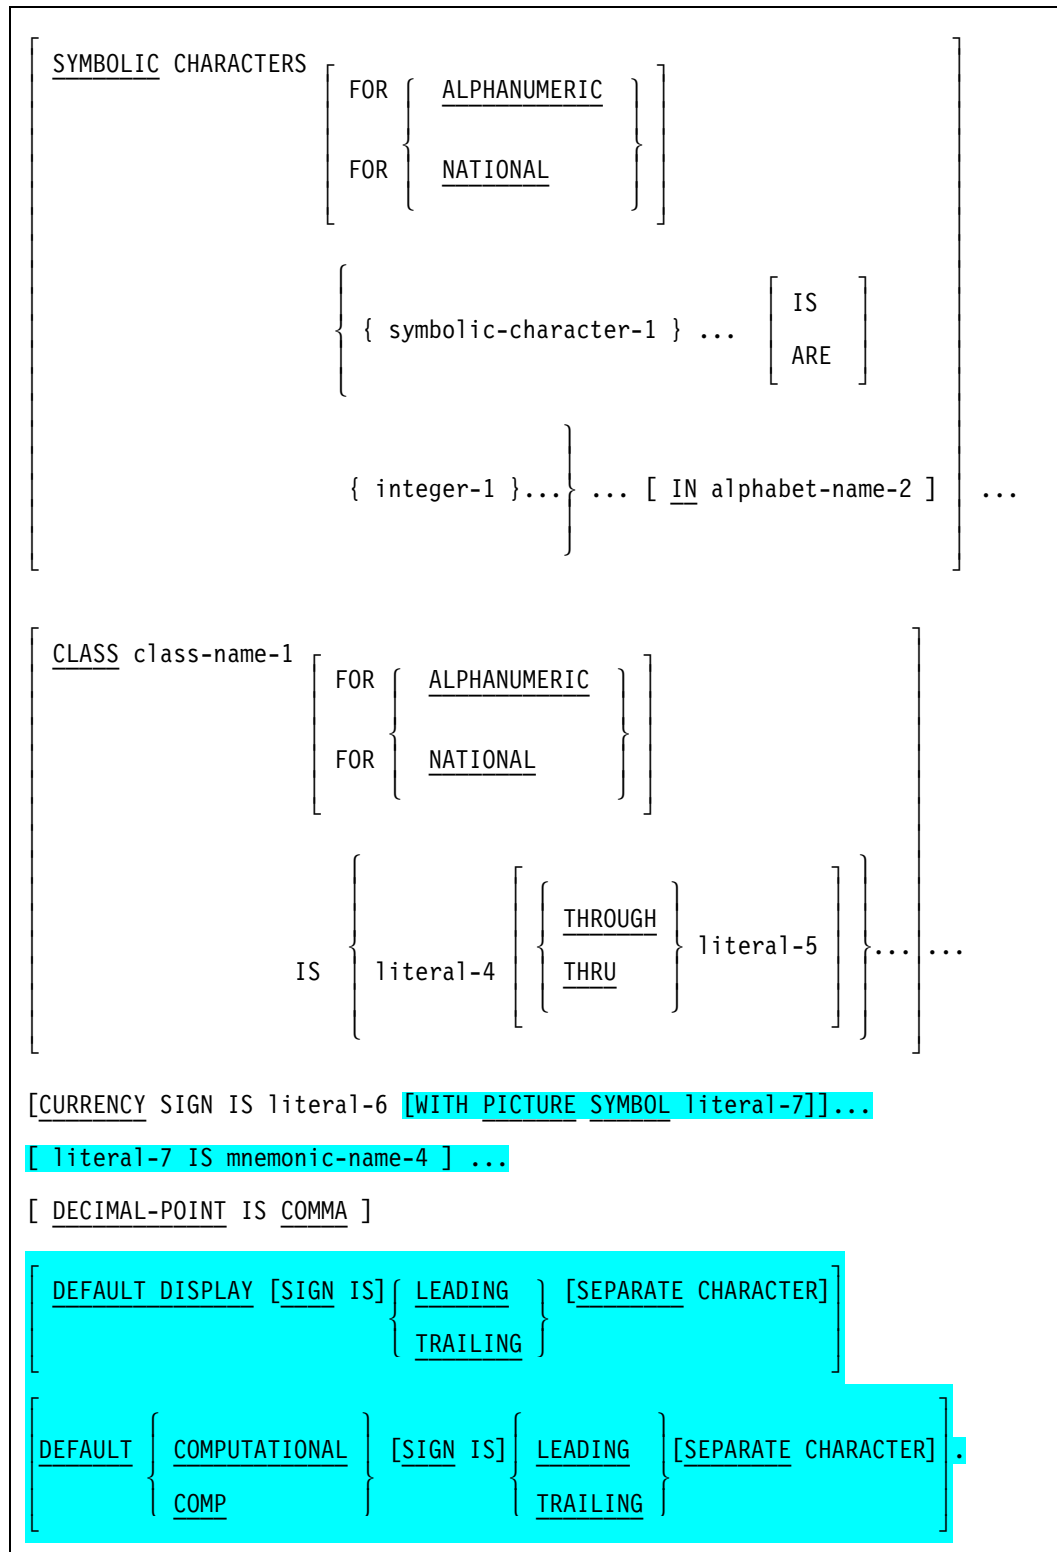 SYMBOLIC CHARACTERS
FOR ALPHANUMERIC
FOR NATIONAL
IS
{ symbolic-character-1 } ...
ARE
{ integer-1 }... ... [ IN alphabet-name-2 ] ...
CLASS class-name-1
FOR ALPHANUMERIC
FOR NATIONAL
THROUGH
IS literal-4 literal-5 ... ...
THRU
[CURRENCY SIGN IS literal-6 [WITH PICTURE SYMBOL literal-7]]...
[ literal-7 IS mnemonic-name-4 ] ...
[ DECIMAL-POINT IS COMMA ]
DEFAULT DISPLAY [SIGN IS] LEADING [SEPARATE CHARACTER]
TRAILING
DEFAULT COMPUTATIONAL [SIGN IS] LEADING [SEPARATE CHARACTER] .
COMP TRAILING